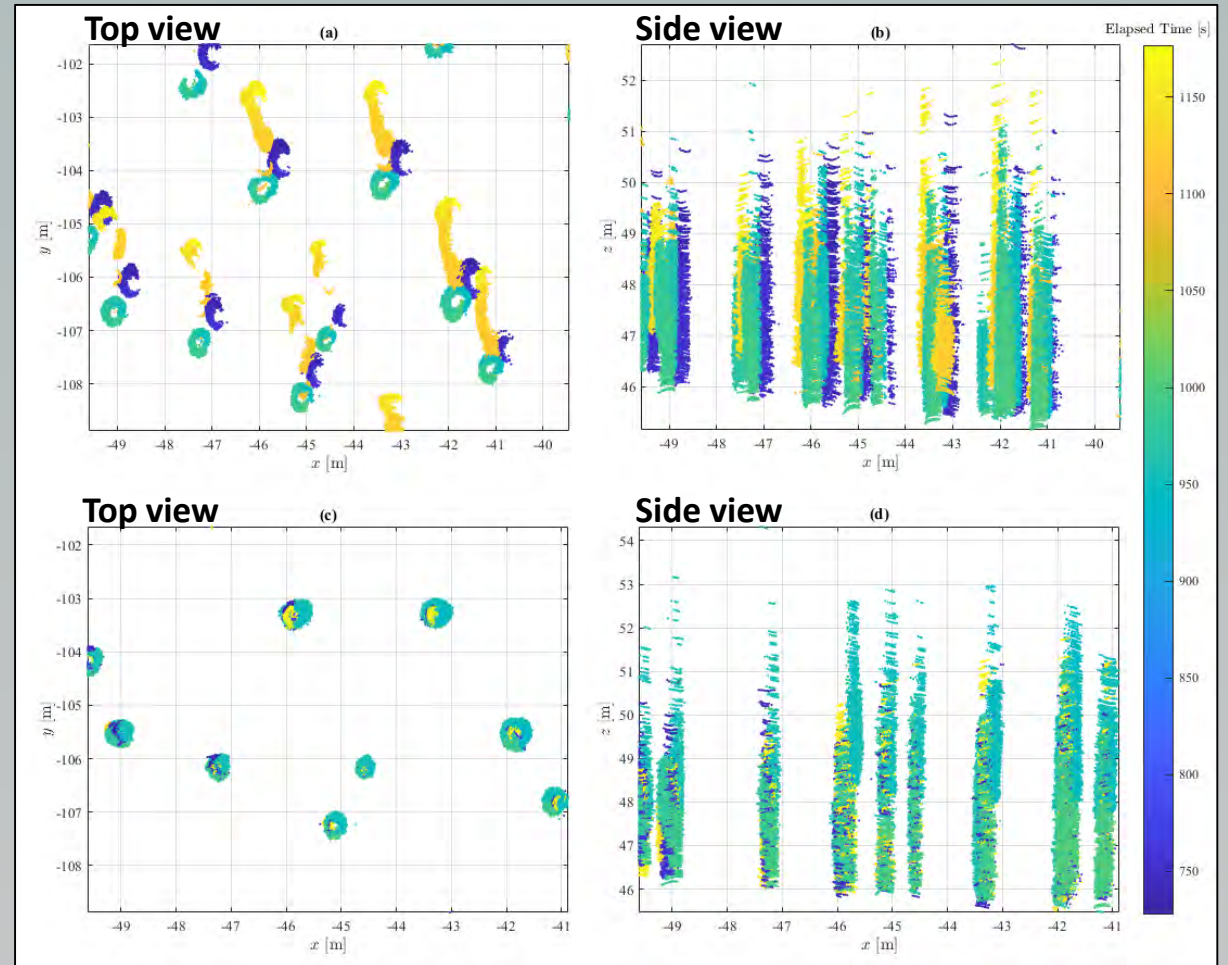 Top view
(a)
-102
-103
-104
-105
-106
-107
-108
y [m]
-49 -48 -47 -46 -45 -44 -43 -42 -41 -40
x [m]
Side view
(b)
52
51
50
49
48
47
46
z [m]
-49 -48 -47 -46 -45 -44 -43 -42 -41 -40
x [m]
Elapsed Time [s]
1150
1100
1050
1000
950
900
850
800
750
Top view
(c)
-102
-103
-104
-105
-106
-107
-108
y [m]
-49 -48 -47 -46 -45 -44 -43 -42 -41
x [m]
Side view
(d)
54
53
52
51
50
49
48
47
46
z [m]
-49 -48 -47 -46 -45 -44 -43 -42 -41
x [m]